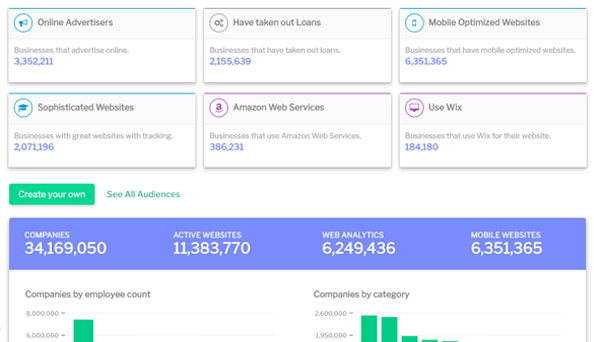 Online Advertisers
Businesses that advertise online.
3,352,211
Have taken out Loans
Businesses that have taken out loans.
2,155,639
Mobile Optimized Websites
Businesses that have mobile optimized websites.
6,351,365
Sophisticated Websites
Businesses with great websites with tracking.
2,071,196
Amazon Web Services
Businesses that use Amazon Web Services.
386,231
Use Wix
Businesses that use Wix for their website.
184,180
Create your own
See All Audiences
COMPANIES
34,169,050
ACTIVE WEBSITES
11,383,770
WEB ANALYTICS
6,249,436
MOBILE WEBSITES
6,351,365
Companies by employee count
8,000,000
6,000,000
Companies by category
2,600,000
1,950,000